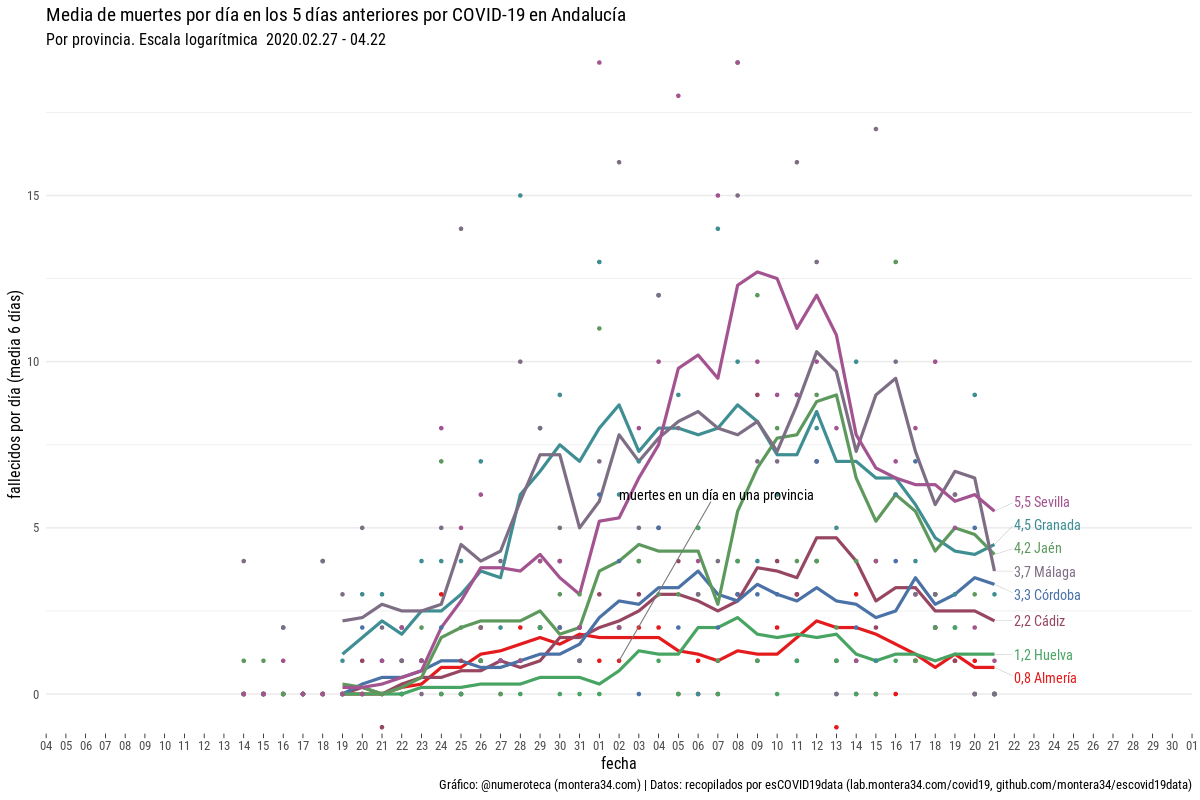 Media de muertes por día en los 5 días anteriores por COVID-19 en Andalucía
Por provincia. Escala logarítmica 2020.02.27 - 04.22
fallecidos por día (media 6 días)
15
10
5
0
muertes en un día en una provincia
5,5 Sevilla
4,5 Granada
4,2 Jaén
3,7 Málaga
3,3 Córdoba
2,2 Cádiz
1,2 Huelva
0,8 Almería
04 05 06 07 08 09 10 11 12 13 14 15 16 17 18 19 20 21 22 23 24 25 26 27 28 29 30 31 01 02 03 04 05 06 07 08 09 10 11 12 13 14 15 16 17 18 19 20 21 22 23 24 25 26 27 28 29 30 01
fecha
Gráfico: @numeroteca (montera34.com) | Datos: recopilados por esCOVID19data (lab.montera34.com/covid19, github.com/montera34/escovid19data)